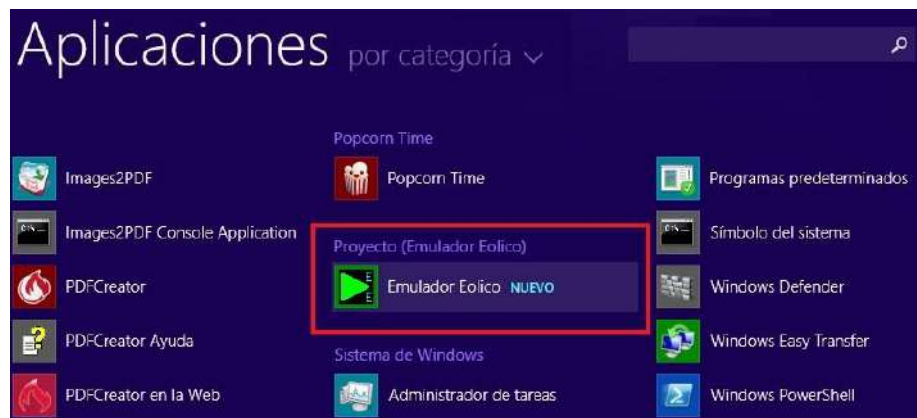 Aplicaciones por categoría
Images2PDF
Images2PDF Console Application
PDFCreator
PDFCreator Ayuda
PDFCreator en la Web
Popcorn Time
Popcorn Time
Proyecto (Emulador Eolico)
Emulador Eolico NUEVO
Sistema de Windows
Administrador de tareas
Programas predeterminados
Símbolo del sistema
Windows Defender
Windows Easy Transfer
Windows PowerShell